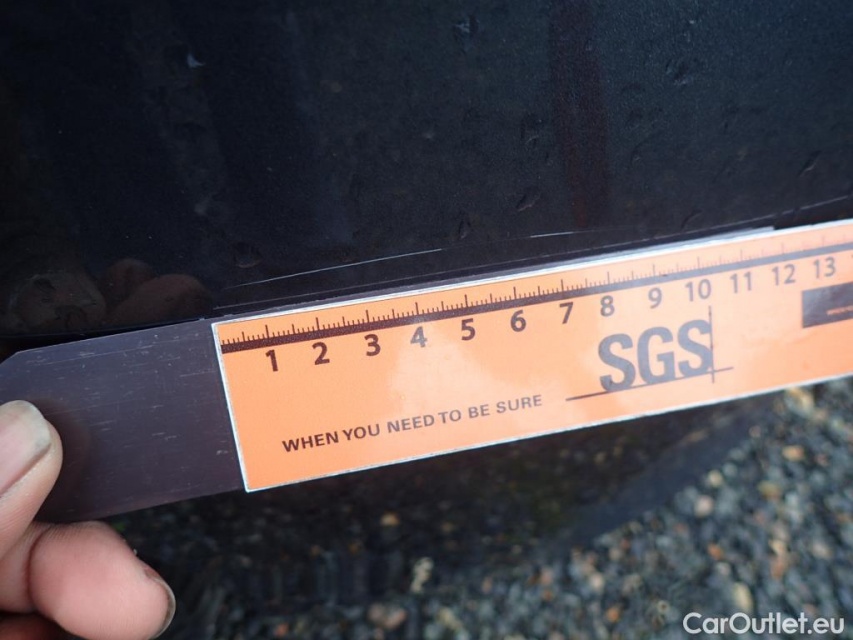 1 2 3 4 5 6 7 8 9 10 11 12 13
SGS
WHEN YOU NEED TO BE SURE
CarOutlet.eu